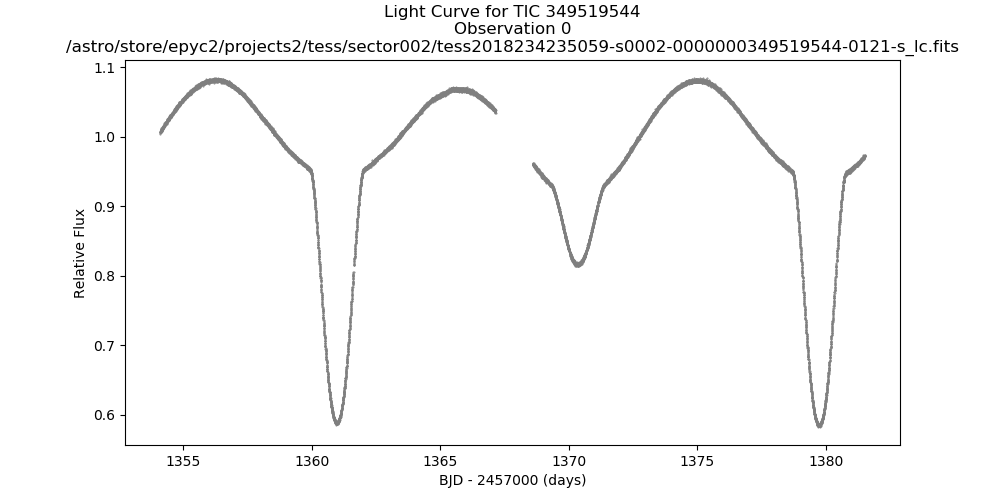 Light Curve for TIC 349519544
Observation 0
/astro/store/epyc2/projects2/tess/sector002/tess2018234235059-s0002-0000000349519544-0121-s_lc.fits
1.1
1.0
0.9
0.8
0.7
0.6
Relative Flux
1355
1360
1365
1370
1375
1380
BJD - 2457000 (days)